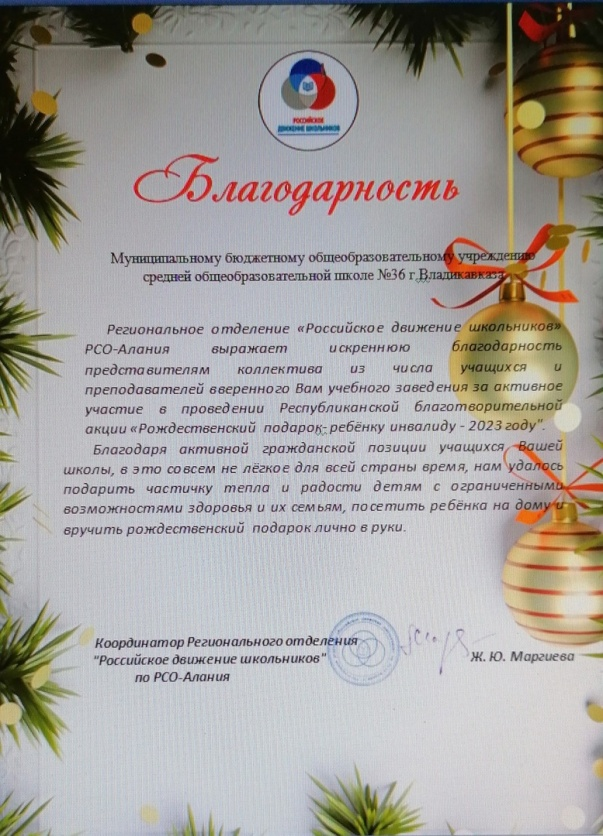 РОССИЙСКОЕ
ДВИЖЕНИЕ ШКОЛЬНИКОВ
Благодарность
Муниципальному бюджетному общеобразовательному учреждению
средней общеобразовательной школе №36 г.Владикавказа
Региональное отделение «Российское движение школьников»
РСО-Алания выражает искреннюю благодарность
представителям коллектива из числа учащихся и
преподавателей вверенного Вам учебного заведения за активное
участие в проведении Республиканской благотворительной
акции «Рождественский подарок- ребёнку инвалиду - 2023 году".
Благодаря активной гражданской позиции учащихся Вашей
школы, в это совсем не лёгкое для всей страны время, нам удалось
подарить частичку тепла и радости детям с ограниченными
возможностями здоровья и их семьям, посетить ребёнка на дому и
вручить рождественский подарок лично в руки.
Координатор Регионального отделения
"Российское движение школьников"
по РСО-Алания
Ж. Ю. Маргиева